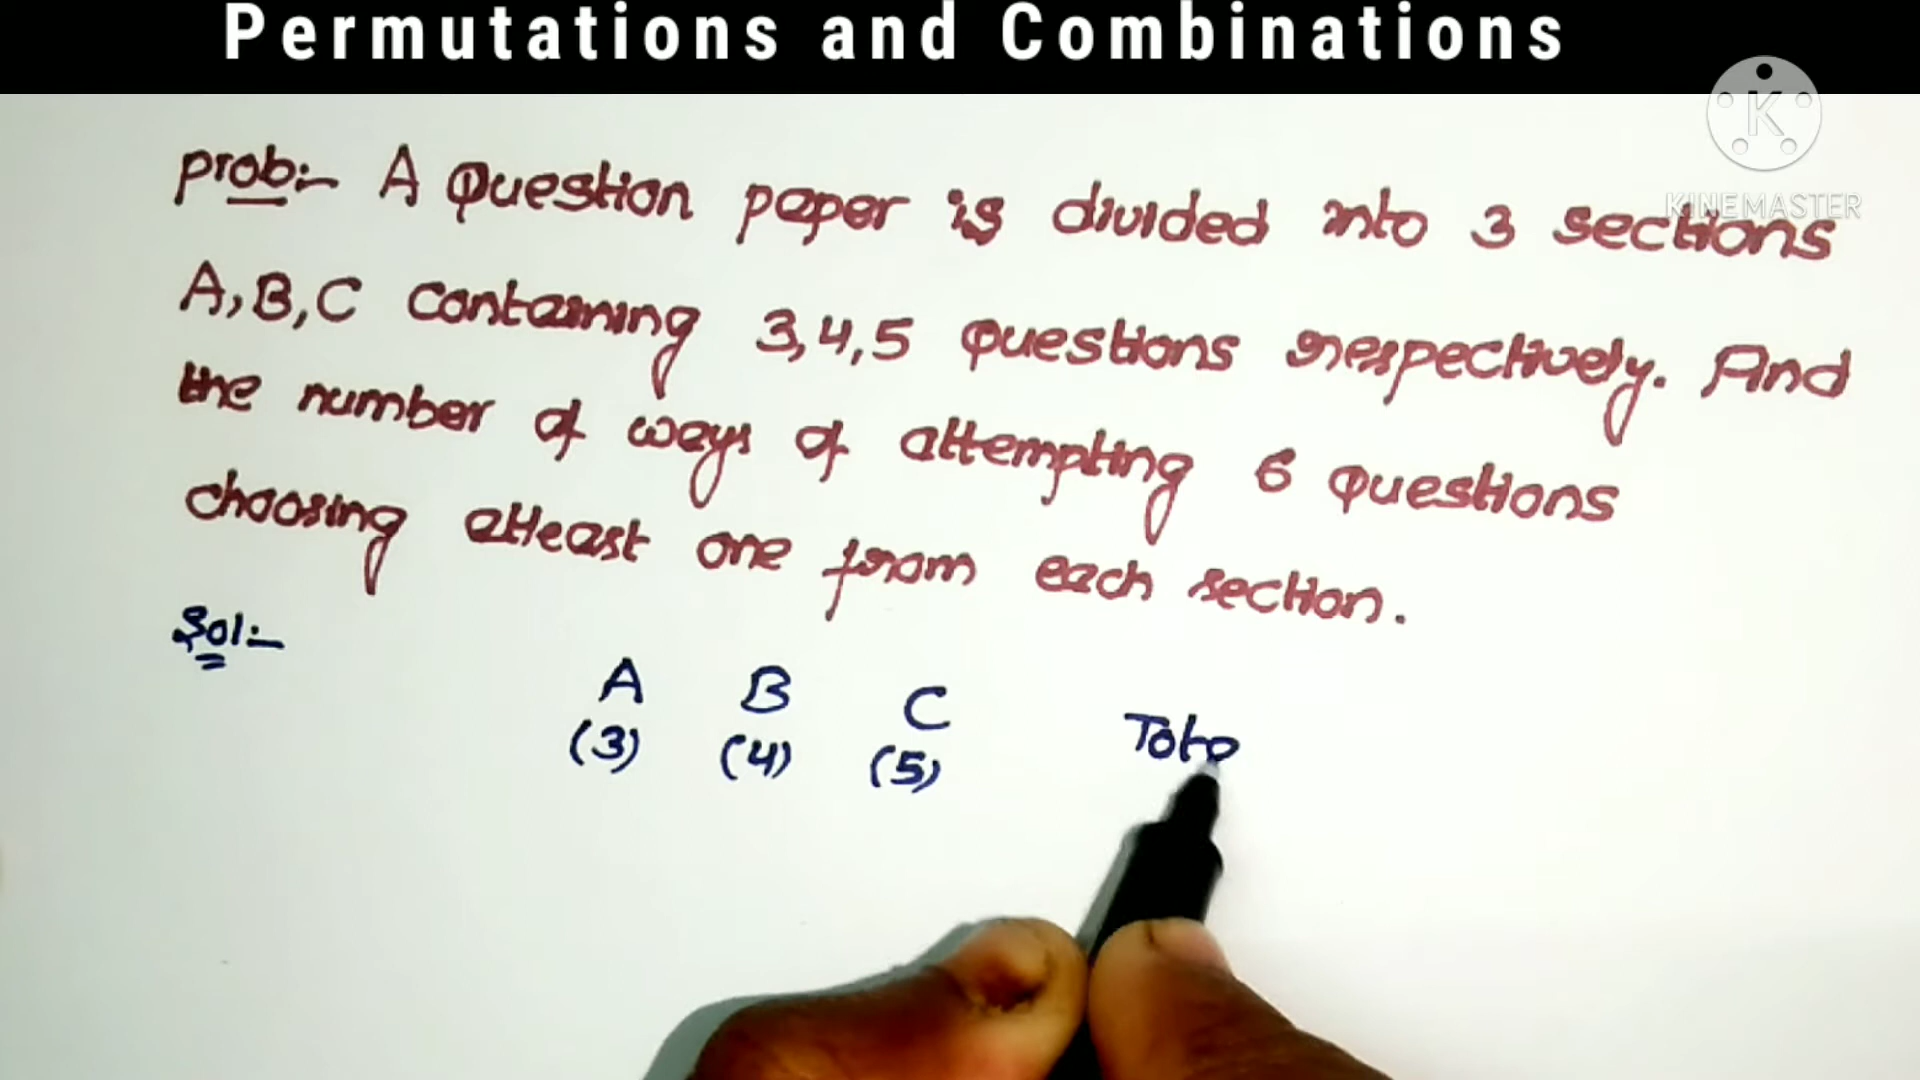 Permutations and Combinations
K
KINEMASTER
prob:- A Question paper is divided into 3 sections
A, B, C containing 3, 4, 5 Questions respectively. Find
the number of ways of attempting 6 Questions
choosing atleast one from each section.
Sol:-
A B C Tota
(3) (4) (5)